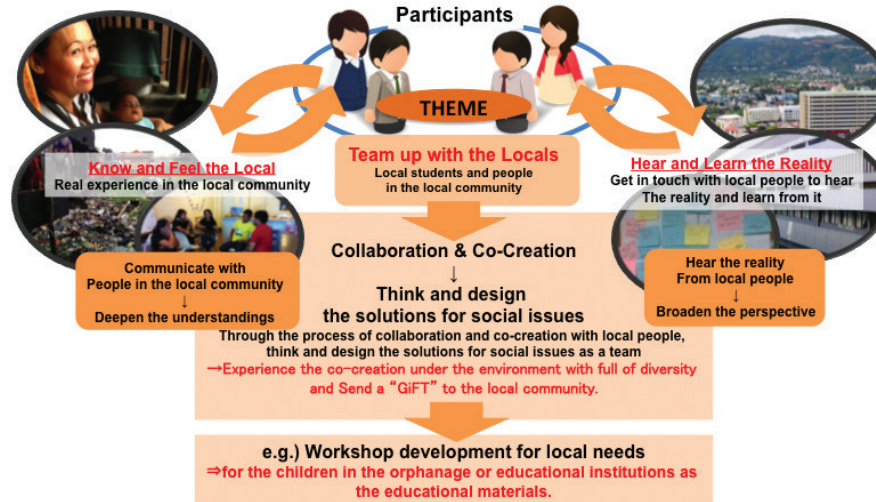 Participants
THEME
Team up with the Locals
Local students and people
in the local community
Know and Feel the Local
Real experience in the local community
Communicate with
People in the local community
↓
Deepen the understandings
Hear and Learn the Reality
Get in touch with local people to hear
The reality and learn from it
Hear the reality
From local people
↓
Broaden the perspective
Collaboration & Co-Creation
↓
Think and design
the solutions for social issues
Through the process of collaboration and co-creation with local people,
think and design the solutions for social issues as a team
→Experience the co-creation under the environment with full of diversity
and Send a “GiFT” to the local community.
e.g.) Workshop development for local needs
⇒for the children in the orphanage or educational institutions as
the educational materials.